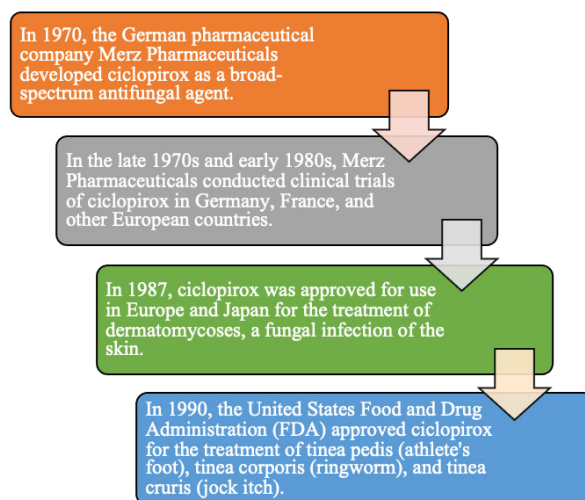 In 1970, the German pharmaceutical
company Merz Pharmaceuticals
developed ciclopirox as a broad-
spectrum antifungal agent.
In the late 1970s and early 1980s, Merz
Pharmaceuticals conducted clinical trials
of ciclopirox in Germany, France, and
other European countries.
In 1987, ciclopirox was approved for use
in Europe and Japan for the treatment of
dermatomycoses, a fungal infection of the
skin.
In 1990, the United States Food and Drug
Administration (FDA) approved ciclopirox
for the treatment of tinea pedis (athlete's
foot), tinea corporis (ringworm), and tinea
cruris (jock itch).